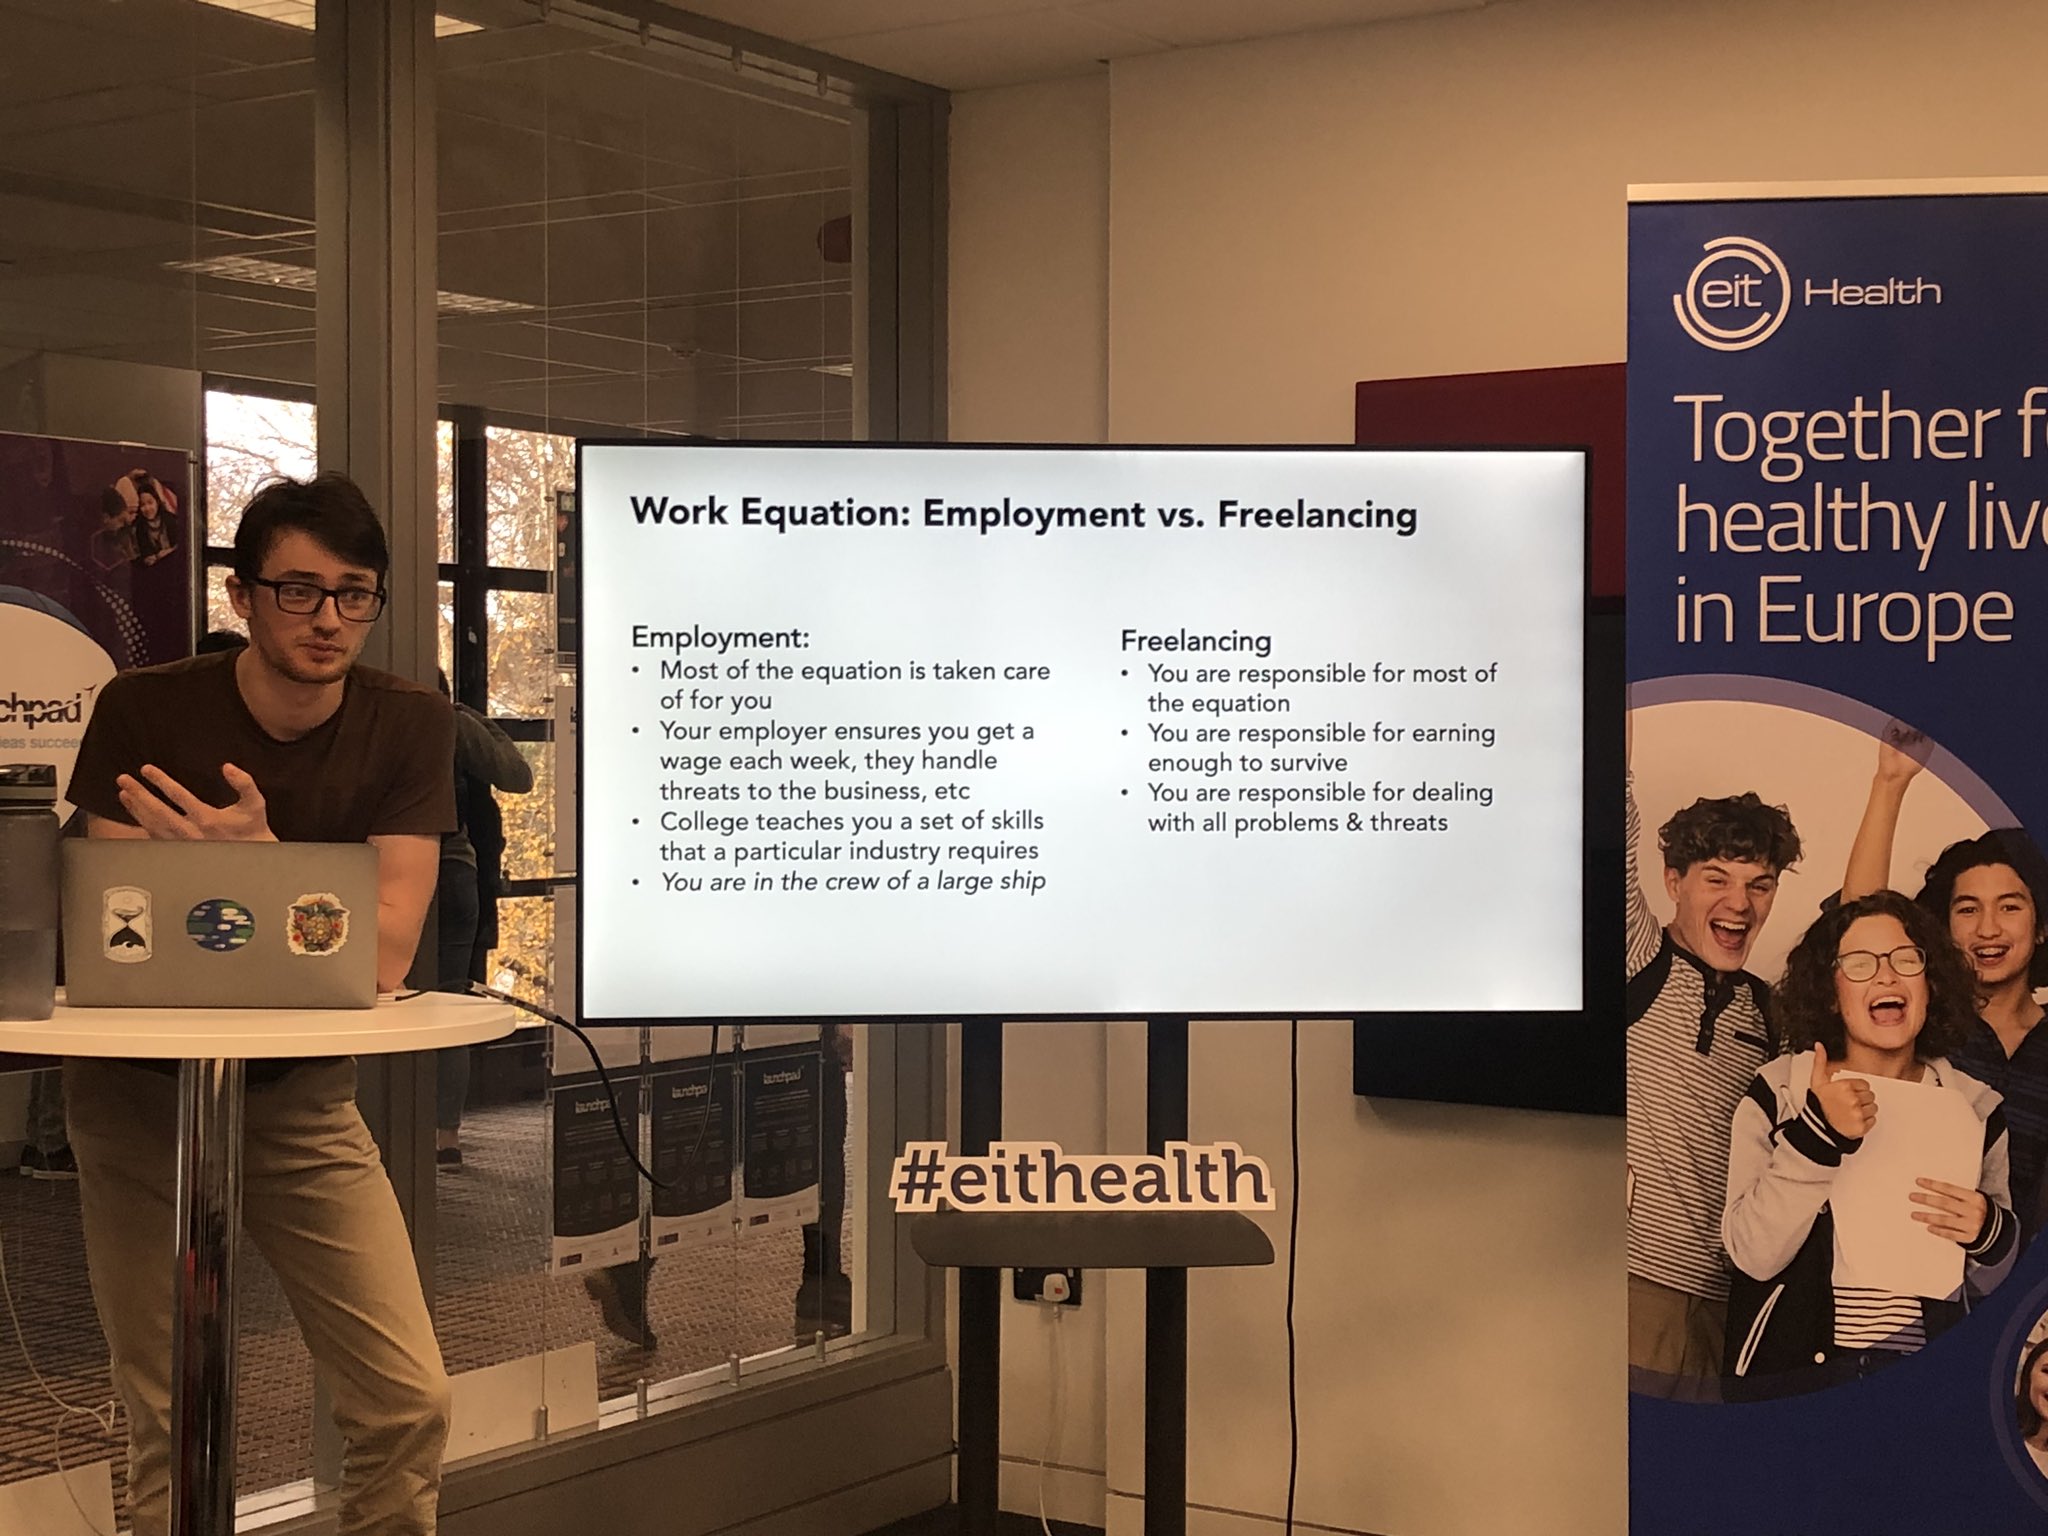 Work Equation: Employment vs. Freelancing
Employment:
• Most of the equation is taken care
of for you
• Your employer ensures you get a
wage each week, they handle
threats to the business, etc
• College teaches you a set of skills
that a particular industry requires
• You are in the crew of a large ship
Freelancing
• You are responsible for most of
the equation
• You are responsible for earning
enough to survive
• You are responsible for dealing
with all problems & threats
#eithealth
eit Health
Together f
healthy liv
in Europe
chpad
eas succee
launchpad
launchpad
launchpad